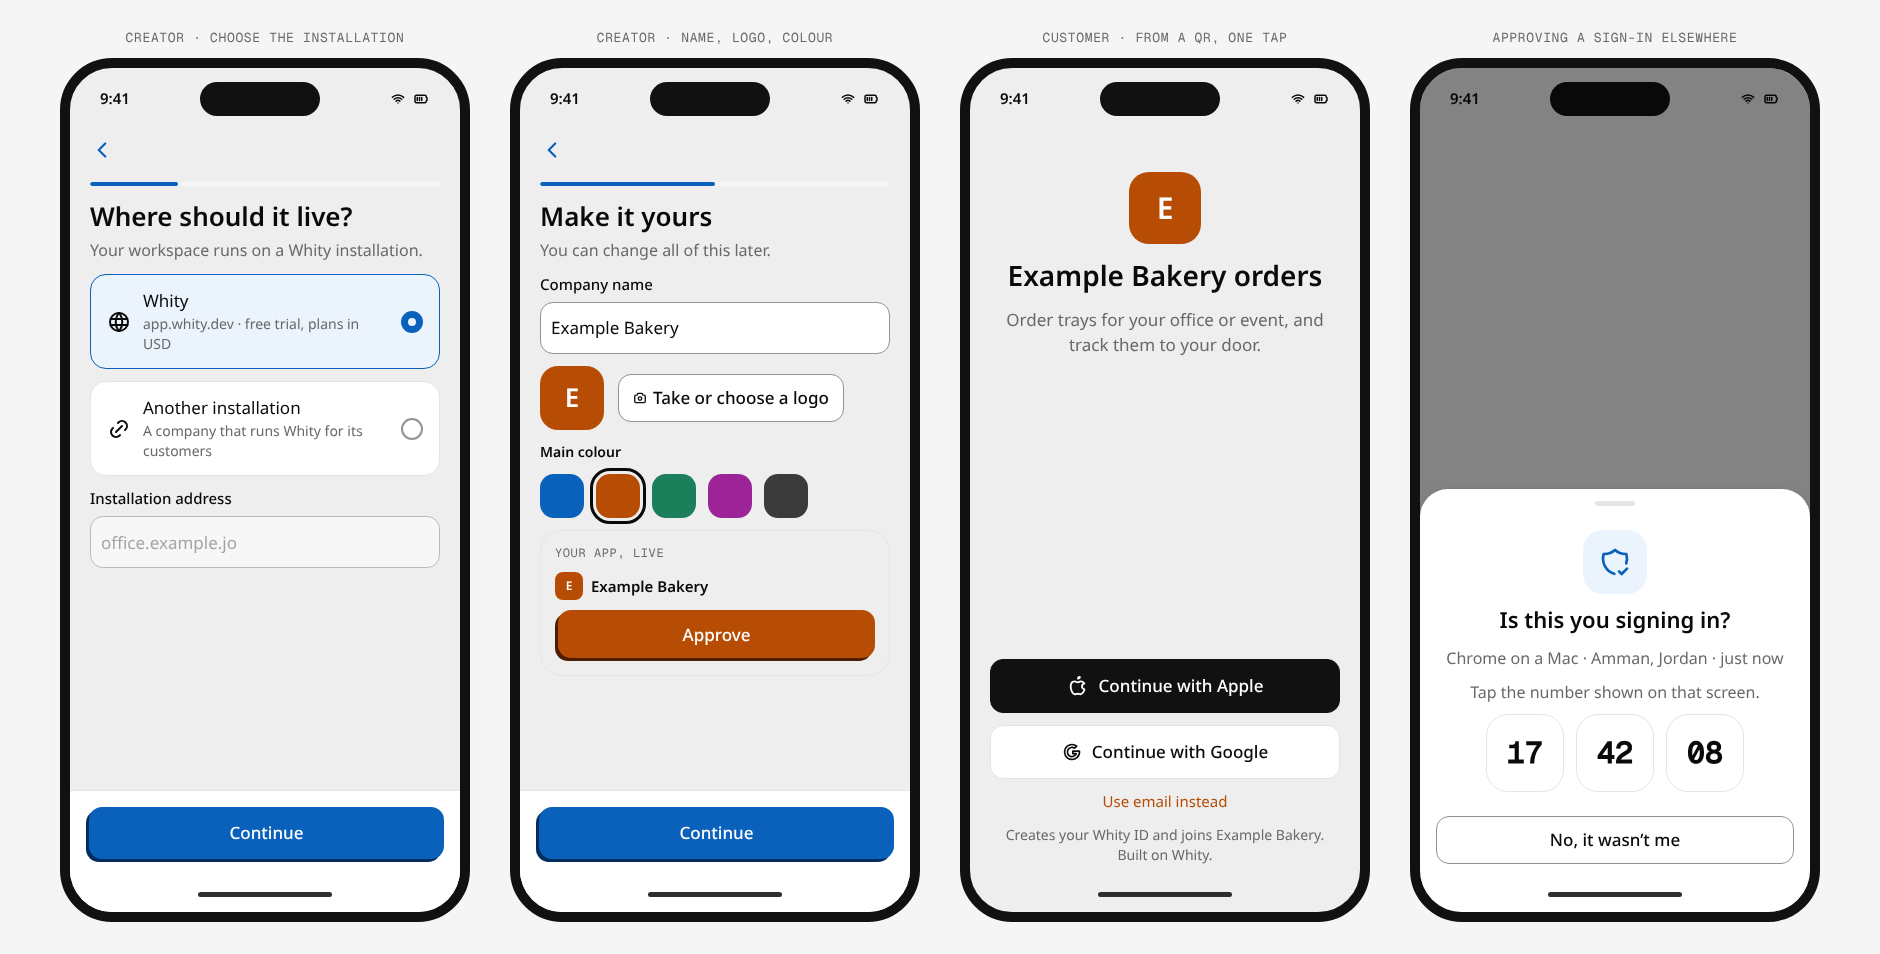 CREATOR · CHOOSE THE INSTALLATION
9:41
Where should it live?
Your workspace runs on a Whity installation.
Whity
app.whity.dev · free trial, plans in
USD
Another installation
A company that runs Whity for its
customers
Installation address
office.example.jo
Continue
CREATOR · NAME, LOGO, COLOUR
9:41
Make it yours
You can change all of this later.
Company name
Example Bakery
E
Take or choose a logo
Main colour
YOUR APP, LIVE
E
Example Bakery
Approve
Continue
CUSTOMER · FROM A QR, ONE TAP
9:41
E
Example Bakery orders
Order trays for your office or event, and
track them to your door.
Continue with Apple
Continue with Google
Use email instead
Creates your Whity ID and joins Example Bakery.
Built on Whity.
APPROVING A SIGN-IN ELSEWHERE
9:41
Is this you signing in?
Chrome on a Mac · Amman, Jordan · just now
Tap the number shown on that screen.
17
42
08
No, it wasn’t me